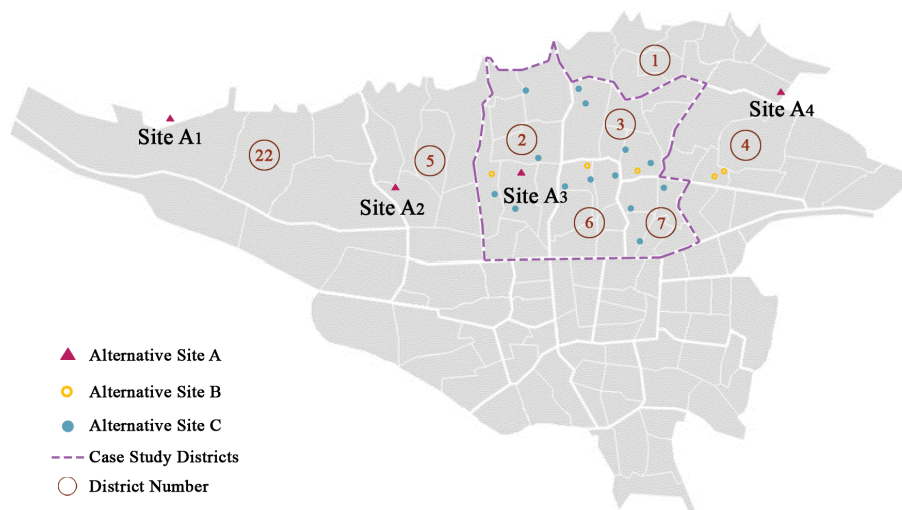 1
Site A4
3
2
4
Site A1
22
5
Site A3
Site A2
6
7
Alternative Site A
Alternative Site B
Alternative Site C
Case Study Districts
District Number